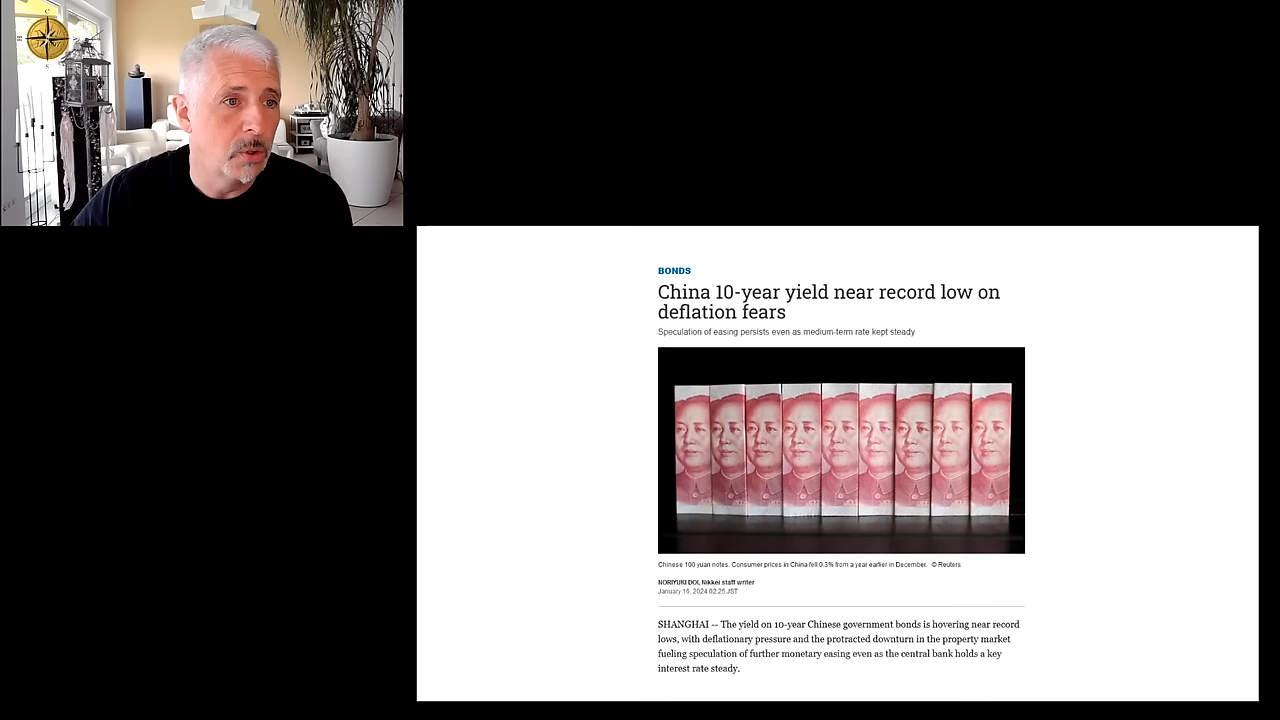 C
N
S
BONDS
China 10-year yield near record low on
deflation fears
Speculation of easing persists even as medium-term rate kept steady
Chinese 100 yuan notes. Consumer prices in China fell 0.3% from a year earlier in December. © Reuters
NORIYUKI DOI, Nikkei staff writer
January 16, 2024 02:25 JST
SHANGHAI -- The yield on 10-year Chinese government bonds is hovering near record
lows, with deflationary pressure and the protracted downturn in the property market
fueling speculation of further monetary easing even as the central bank holds a key
interest rate steady.